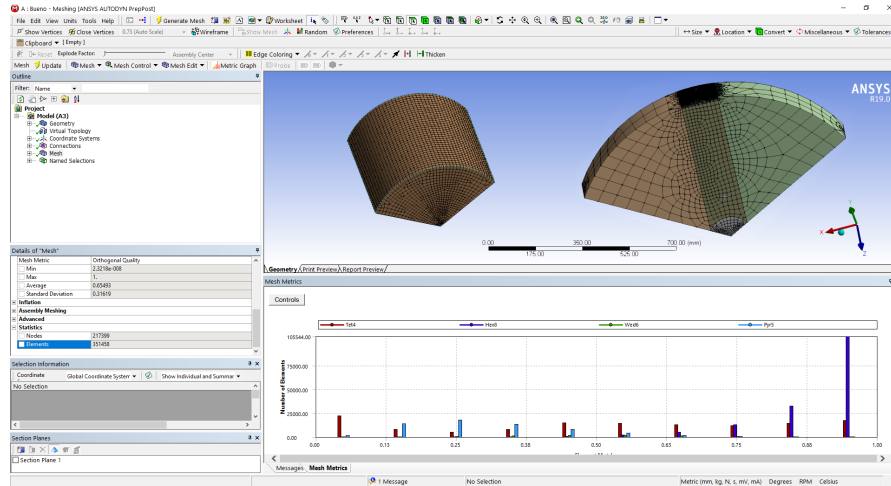 A : Bueno - Meshing [ANSYS AUTODYN PrepPost]
File Edit View Units Tools Help Generate Mesh Worksheet
Show Vertices Close Vertices 0.73 (Auto Scale) Wireframe Show Mesh Random Preferences Size Location Convert Miscellaneous Tolerances
Clipboard [ Empty ]
Reset Explode Factor: Assembly Center Edge Coloring Thicken
Mesh Update Mesh Mesh Control Mesh Edit Metric Graph Probe
Outline
Filter: Name
Project
Model (A3)
Geometry
Virtual Topology
Coordinate Systems
Connections
Mesh
Named Selections
ANSYS
R19.0
Y
X
Z
0.00 350.00 700.00 (mm)
175.00 525.00
Geometry Print Preview Report Preview
Details of "Mesh"
Mesh Metric Orthogonal Quality
Min 2.3218e-008
Max 1.
Average 0.65493
Standard Deviation 0.31619
Inflation
Assembly Meshing
Advanced
Statistics
Nodes 217399
Elements 351458
Selection Information
Coordinate Global Coordinate System Show Individual and Summar
No Selection
Section Planes
Section Plane 1
Mesh Metrics
Controls
Tet4 Hex8 Wed6 Pyr5
Number of Elements
105544.00
75000.00
50000.00
25000.00
0.00
0.00 0.13 0.25 0.38 0.50 0.63 0.75 0.88 1.00
Messages Mesh Metrics
1 Message No Selection Metric (mm, kg, N, s, mV, mA) Degrees RPM Celsius